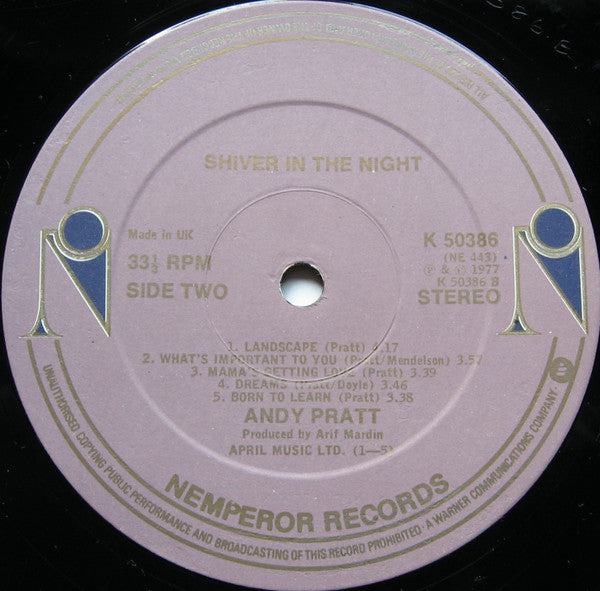 SHIVER IN THE NIGHT
Made in UK
33⅓ RPM
SIDE TWO
K 50386
(NE 443)
Ⓟ & Ⓒ 1977
K 50386 B
STEREO
1. LANDSCAPE (Pratt) 4.17
2. WHAT'S IMPORTANT TO YOU (Pratt/Mendelson) 3.57
3. MAMA'S GETTING LOVE (Pratt) 3.39
4. DREAMS (Pratt/Doyle) 3.46
5. BORN TO LEARN (Pratt) 3.38
ANDY PRATT
Produced by Arif Mardin
APRIL MUSIC LTD. (1—5)
NEMPEROR RECORDS
UNAUTHORISED COPYING PUBLIC PERFORMANCE AND BROADCASTING OF THIS RECORD PROHIBITED · A WARNER COMMUNICATIONS COMPANY